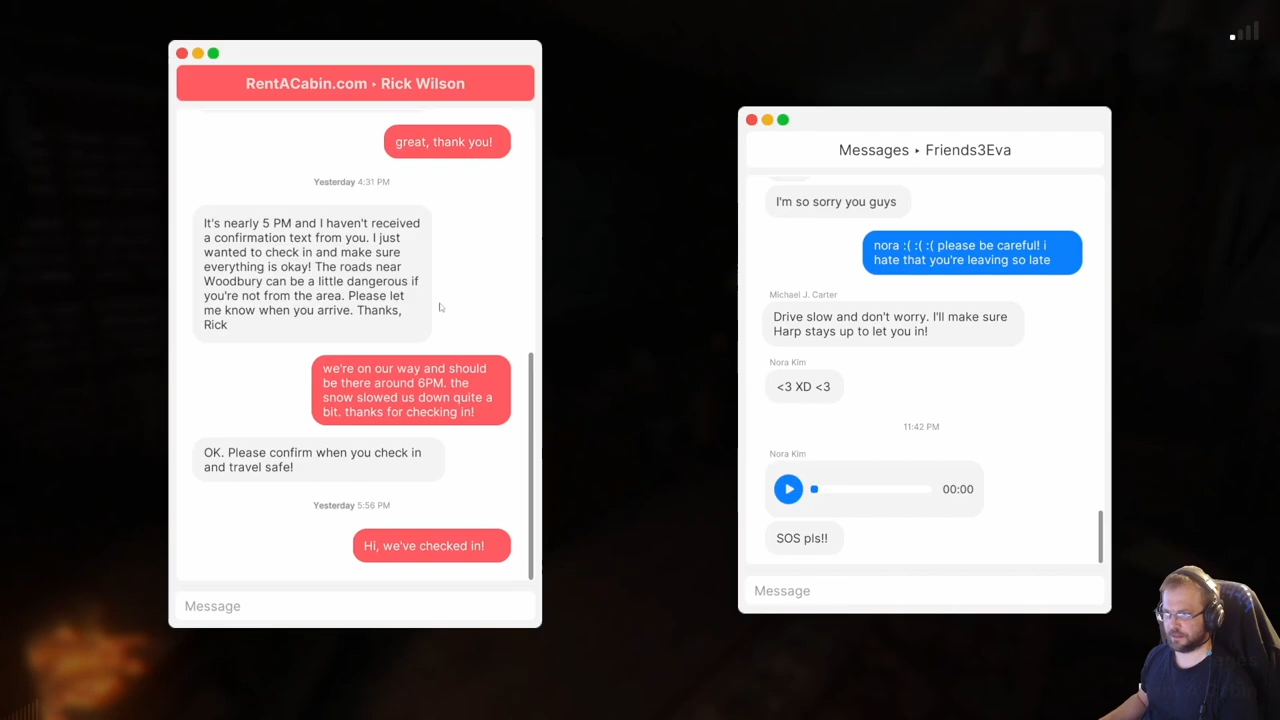 RentACabin.com ▸ Rick Wilson
great, thank you!
Yesterday 4:31 PM
It's nearly 5 PM and I haven't received
a confirmation text from you. I just
wanted to check in and make sure
everything is okay! The roads near
Woodbury can be a little dangerous if
you're not from the area. Please let
me know when you arrive. Thanks,
Rick
we're on our way and should
be there around 6PM. the
snow slowed us down quite a
bit. thanks for checking in!
OK. Please confirm when you check in
and travel safe!
Yesterday 5:56 PM
Hi, we've checked in!
Message
Messages ▸ Friends3Eva
I'm so sorry you guys
nora :( :( :( please be careful! i
hate that you're leaving so late
Michael J. Carter
Drive slow and don't worry. I'll make sure
Harp stays up to let you in!
Nora Kim
<3 XD <3
11:42 PM
Nora Kim
00:00
SOS pls!!
Message